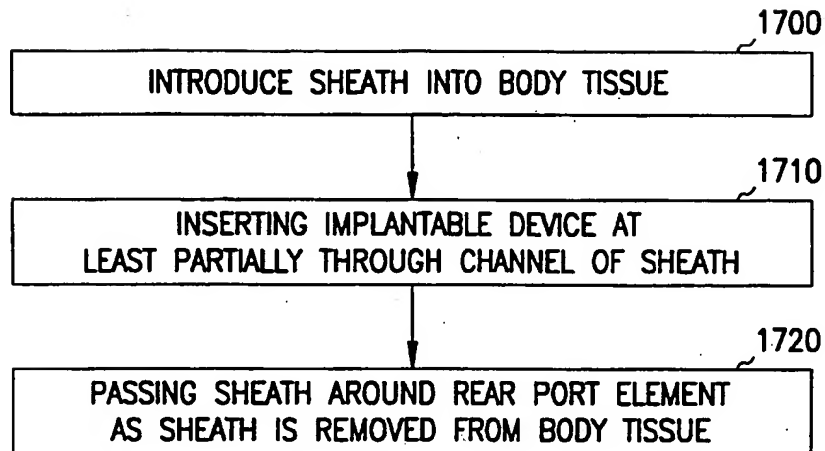 1700
INTRODUCE SHEATH INTO BODY TISSUE
1710
INSERTING IMPLANTABLE DEVICE AT
LEAST PARTIALLY THROUGH CHANNEL OF SHEATH
1720
PASSING SHEATH AROUND REAR PORT ELEMENT
AS SHEATH IS REMOVED FROM BODY TISSUE